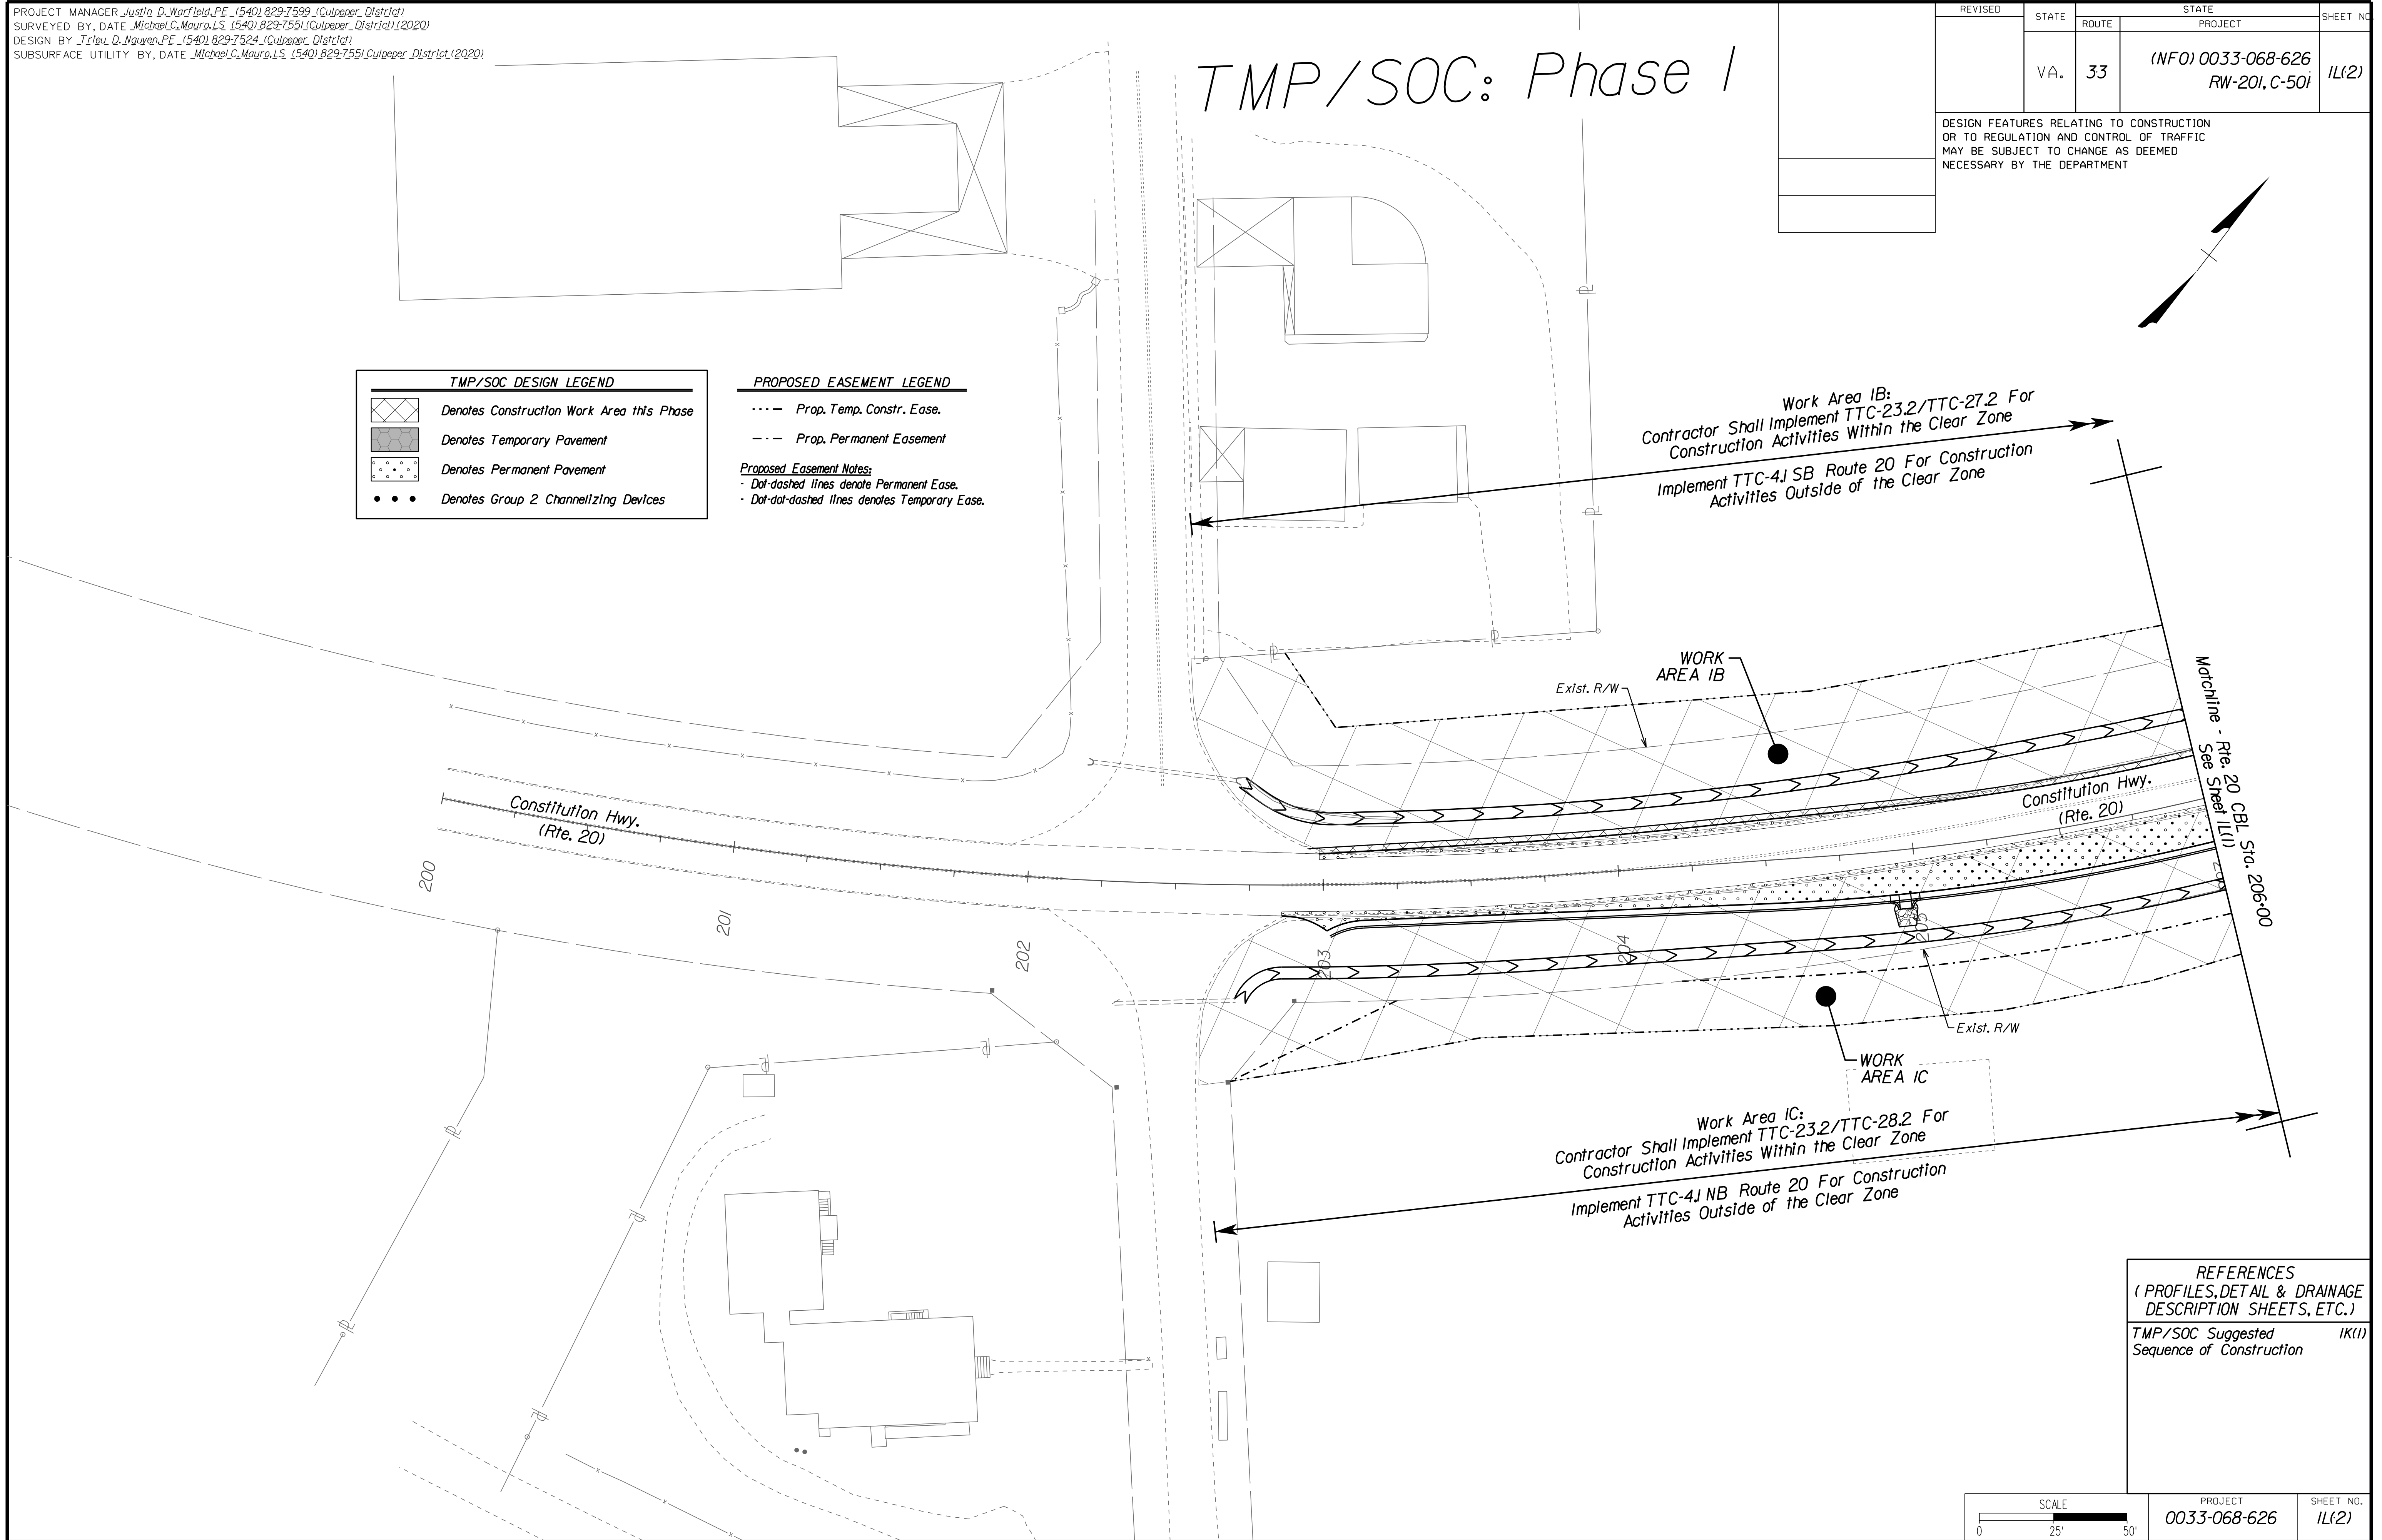 PROJECT MANAGER Justin D. Warfield, PE (540) 829-7599 (Culpeper District)
SURVEYED BY, DATE Michael C. Mauro, LS (540) 829-7551 (Culpeper District) (2020)
DESIGN BY Trieu D. Nguyen, PE (540) 829-7524 (Culpeper District)
SUBSURFACE UTILITY BY, DATE Michael C. Mauro, LS (540) 829-7551 Culpeper District (2020)
TMP/SOC: Phase 1
REVISED
STATE
STATE
SHEET NO.
ROUTE
PROJECT
VA.
33
(NFO) 0033-068-626
RW-201, C-501
1L(2)
DESIGN FEATURES RELATING TO CONSTRUCTION
OR TO REGULATION AND CONTROL OF TRAFFIC
MAY BE SUBJECT TO CHANGE AS DEEMED
NECESSARY BY THE DEPARTMENT
TMP/SOC DESIGN LEGEND
Denotes Construction Work Area this Phase
Denotes Temporary Pavement
Denotes Permanent Pavement
Denotes Group 2 Channelizing Devices
PROPOSED EASEMENT LEGEND
Prop. Temp. Constr. Ease.
Prop. Permanent Easement
Proposed Easement Notes:
- Dot-dashed lines denote Permanent Ease.
- Dot-dot-dashed lines denotes Temporary Ease.
Work Area 1B:
Contractor Shall Implement TTC-23.2/TTC-27.2 For
Construction Activities Within the Clear Zone
Implement TTC-4.1 SB Route 20 For Construction
Activities Outside of the Clear Zone
WORK
AREA 1B
Exist. R/W
Matchline - Rte. 20 CBL Sta. 206+00
See Sheet 1L(1)
Constitution Hwy.
(Rte. 20)
Constitution Hwy.
(Rte. 20)
200
201
202
203
204
205
Exist. R/W
WORK
AREA 1C
Work Area 1C:
Contractor Shall Implement TTC-23.2/TTC-28.2 For
Construction Activities Within the Clear Zone
Implement TTC-4.1 NB Route 20 For Construction
Activities Outside of the Clear Zone
REFERENCES
( PROFILES, DETAIL & DRAINAGE
DESCRIPTION SHEETS, ETC.)
TMP/SOC Suggested 1K(1)
Sequence of Construction
SCALE
0 25' 50'
PROJECT
0033-068-626
SHEET NO.
1L(2)